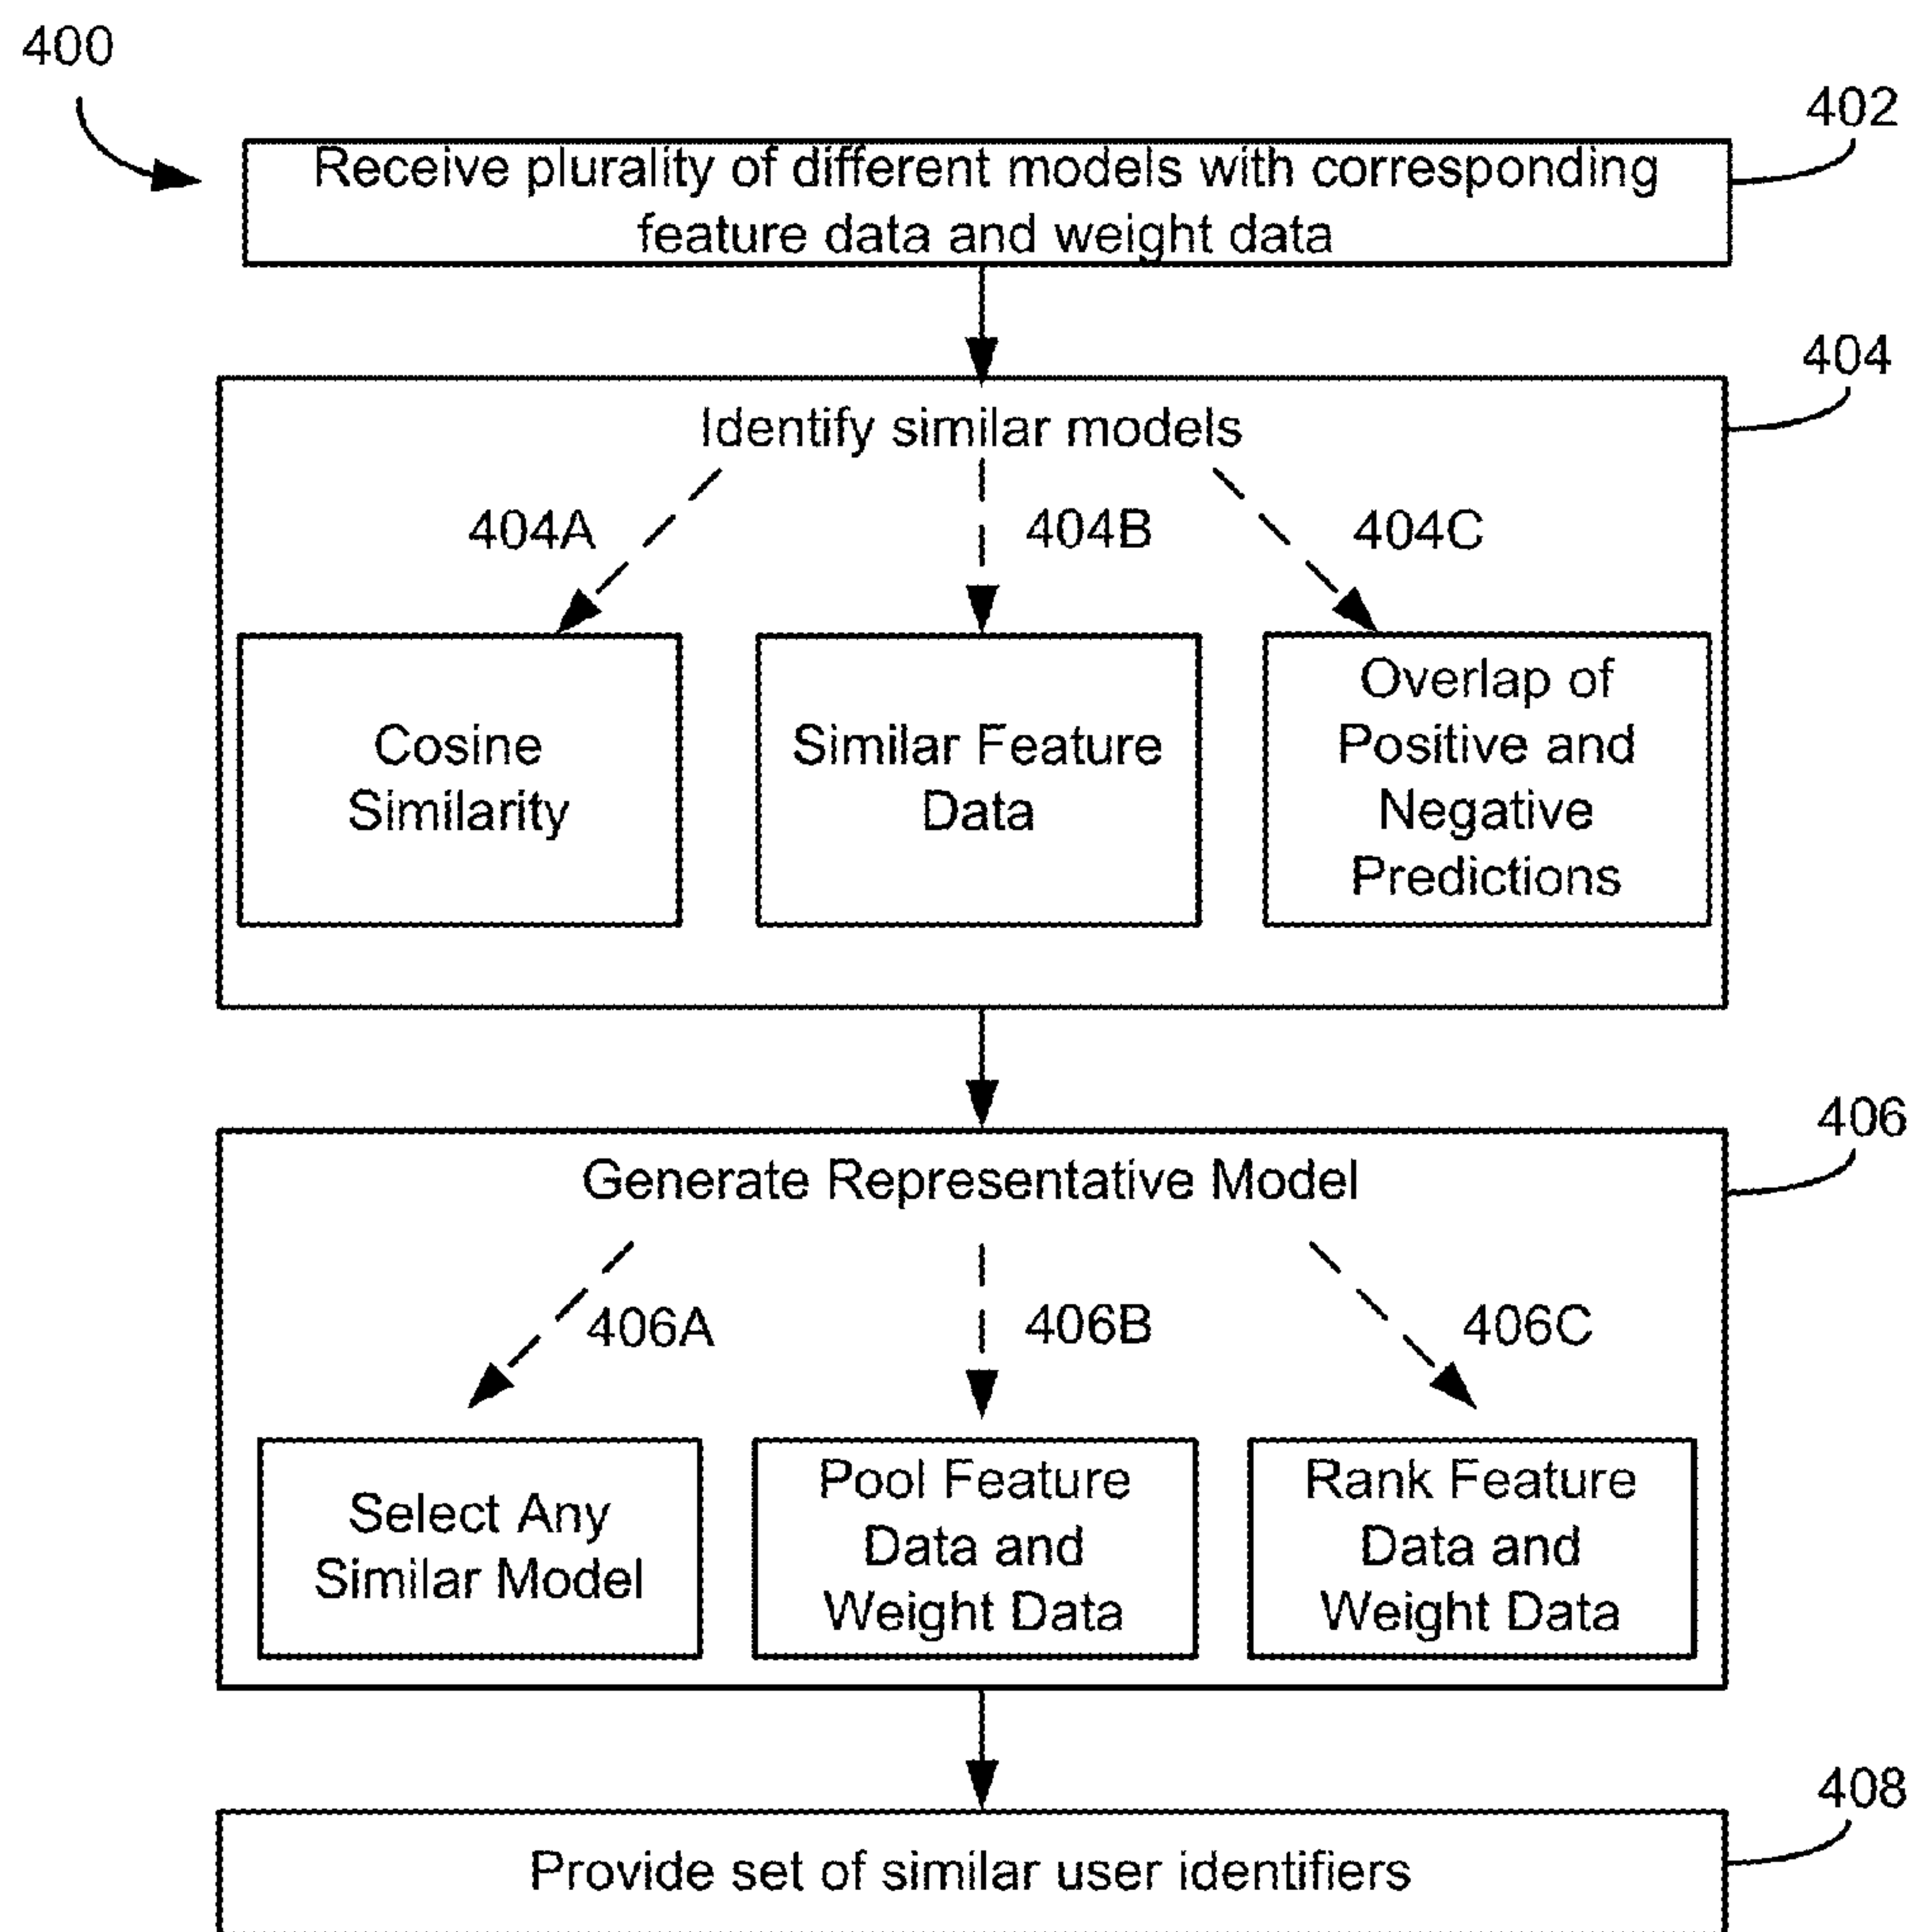 400
402
Receive plurality of different models with corresponding
feature data and weight data
404
Identify similar models
404A
404B
404C
Cosine
Similarity
Similar Feature
Data
Overlap of
Positive and
Negative
Predictions
406
Generate Representative Model
406A
406B
406C
Select Any
Similar Model
Pool Feature
Data and
Weight Data
Rank Feature
Data and
Weight Data
408
Provide set of similar user identifiers